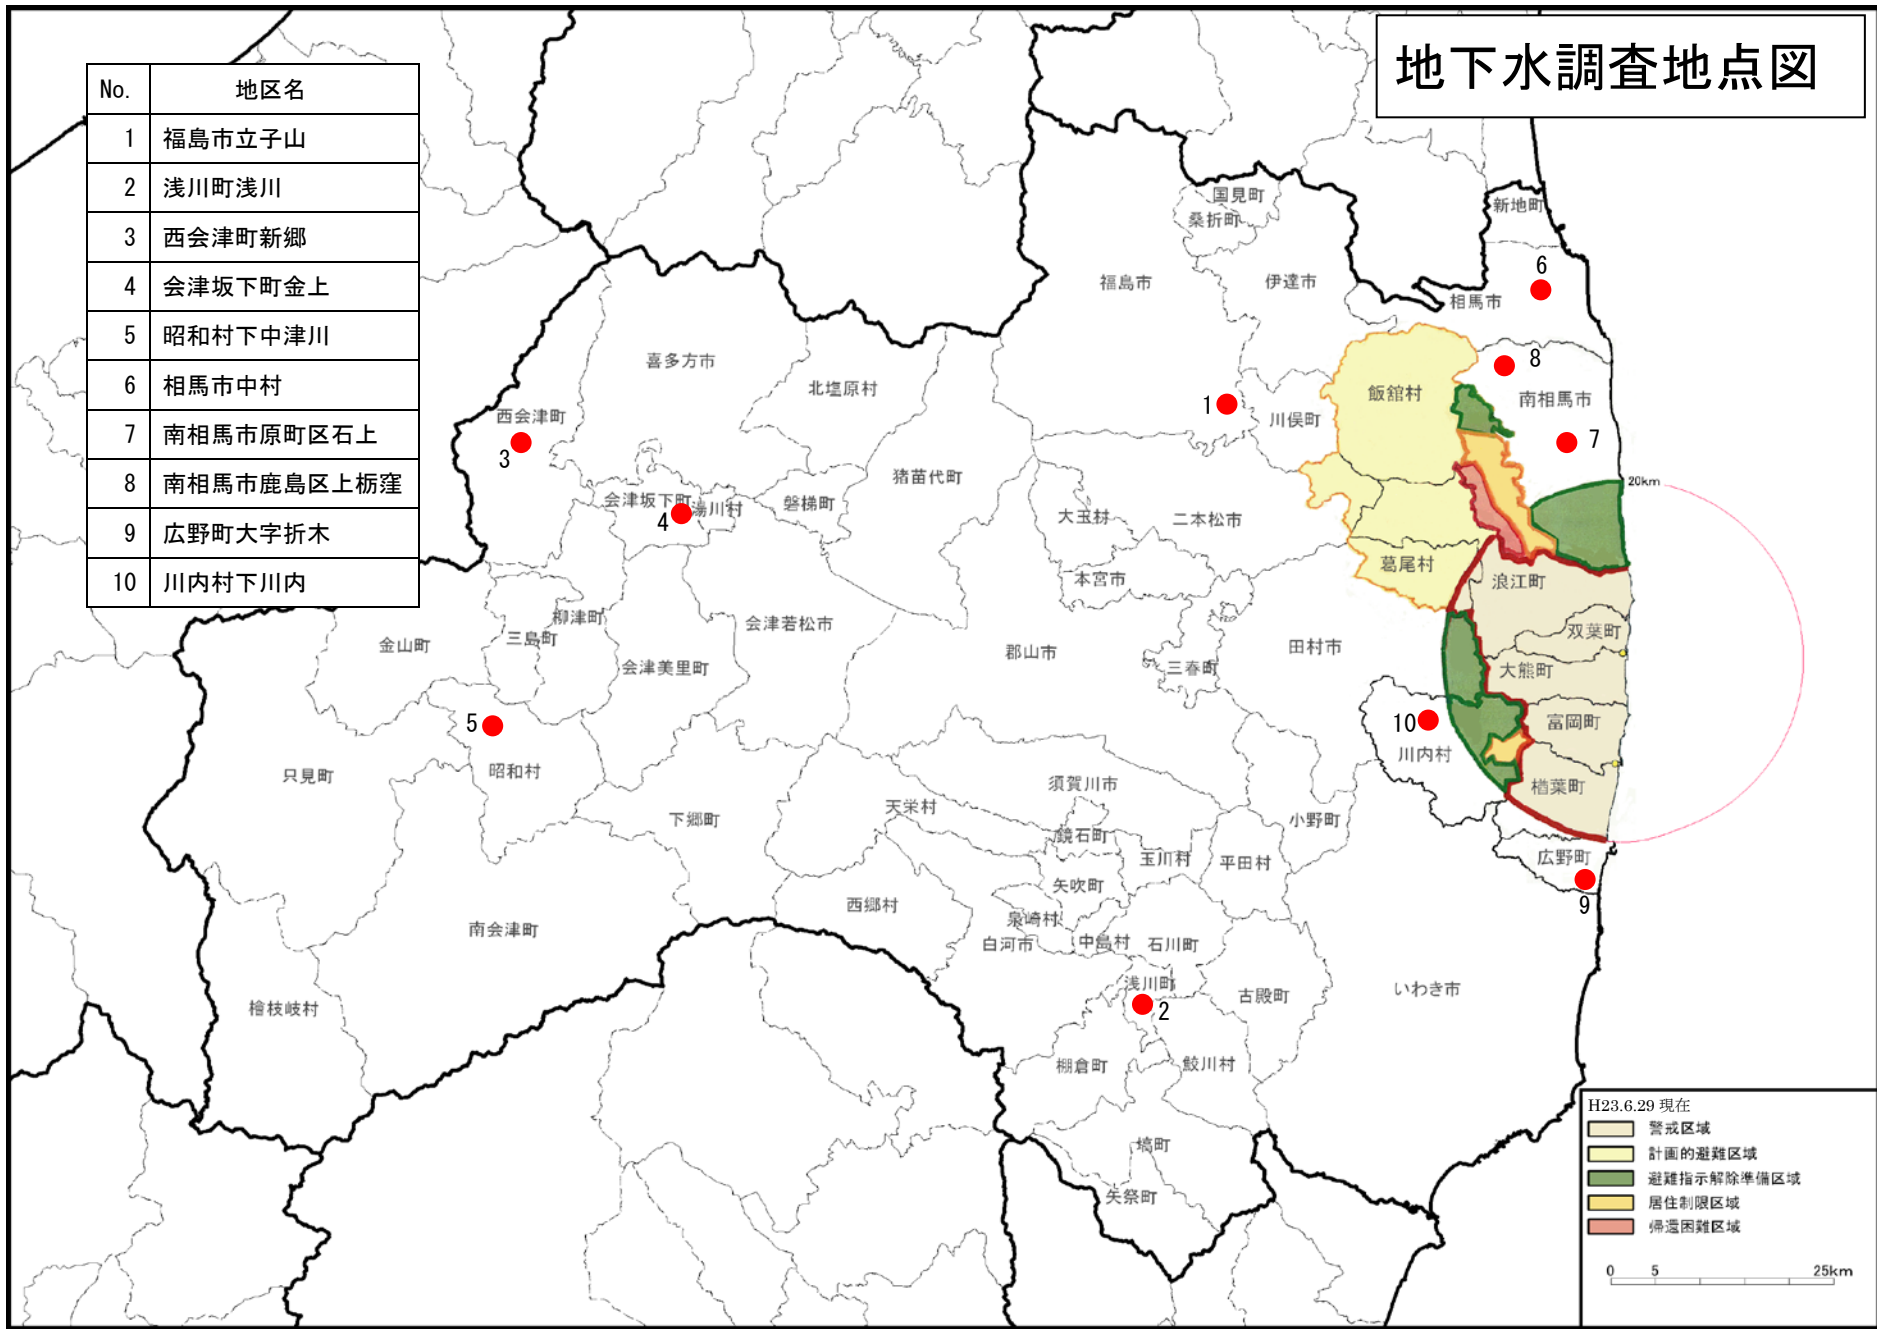 地下水調査地点図
No. 地区名
1 福島市立子山
2 浅川町浅川
3 西会津町新郷
4 会津坂下町金上
5 昭和村下中津川
6 相馬市中村
7 南相馬市原町区石上
8 南相馬市鹿島区上栃窪
9 広野町大字折木
10 川内村下川内
国見町
桑折町
新地町
福島市
伊達市
6
相馬市
喜多方市
北塩原村
8
飯舘村
南相馬市
西会津町
1
川俣町
7
3
猪苗代町
20km
会津坂下町
湯川村
磐梯町
4
大玉村
二本松市
本宮市
葛尾村
浪江町
柳津町
三島町
金山町
会津若松市
双葉町
会津美里町
郡山市
三春町
田村市
大熊町
5
10
富岡町
川内村
昭和村
只見町
須賀川市
楢葉町
天栄村
下郷町
鏡石町
小野町
玉川村
平田村
広野町
矢吹町
9
西郷村
泉崎村
南会津町
白河市
中島村
石川町
浅川町
2
古殿町
いわき市
檜枝岐村
棚倉町
鮫川村
塙町
矢祭町
H23.6.29 現在
警戒区域
計画的避難区域
避難指示解除準備区域
居住制限区域
帰還困難区域
0 5 25km